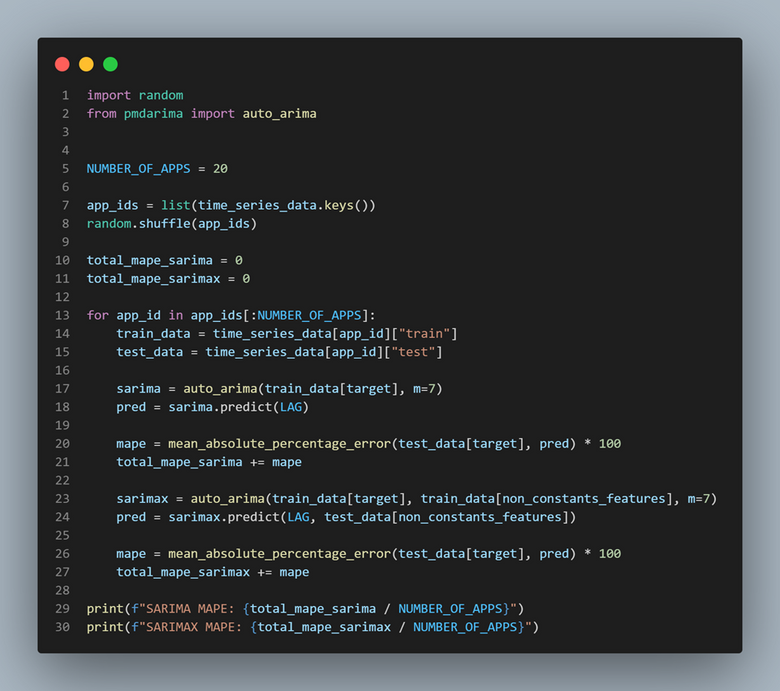 1 import random
2 from pmdarima import auto_arima
3
4
5 NUMBER_OF_APPS = 20
6
7 app_ids = list(time_series_data.keys())
8 random.shuffle(app_ids)
9
10 total_mape_sarima = 0
11 total_mape_sarimax = 0
12
13 for app_id in app_ids[:NUMBER_OF_APPS]:
14     train_data = time_series_data[app_id]["train"]
15     test_data = time_series_data[app_id]["test"]
16
17     sarima = auto_arima(train_data[target], m=7)
18     pred = sarima.predict(LAG)
19
20     mape = mean_absolute_percentage_error(test_data[target], pred) * 100
21     total_mape_sarima += mape
22
23     sarimax = auto_arima(train_data[target], train_data[non_constants_features], m=7)
24     pred = sarimax.predict(LAG, test_data[non_constants_features])
25
26     mape = mean_absolute_percentage_error(test_data[target], pred) * 100
27     total_mape_sarimax += mape
28
29 print(f"SARIMA MAPE: {total_mape_sarima / NUMBER_OF_APPS}")
30 print(f"SARIMAX MAPE: {total_mape_sarimax / NUMBER_OF_APPS}")